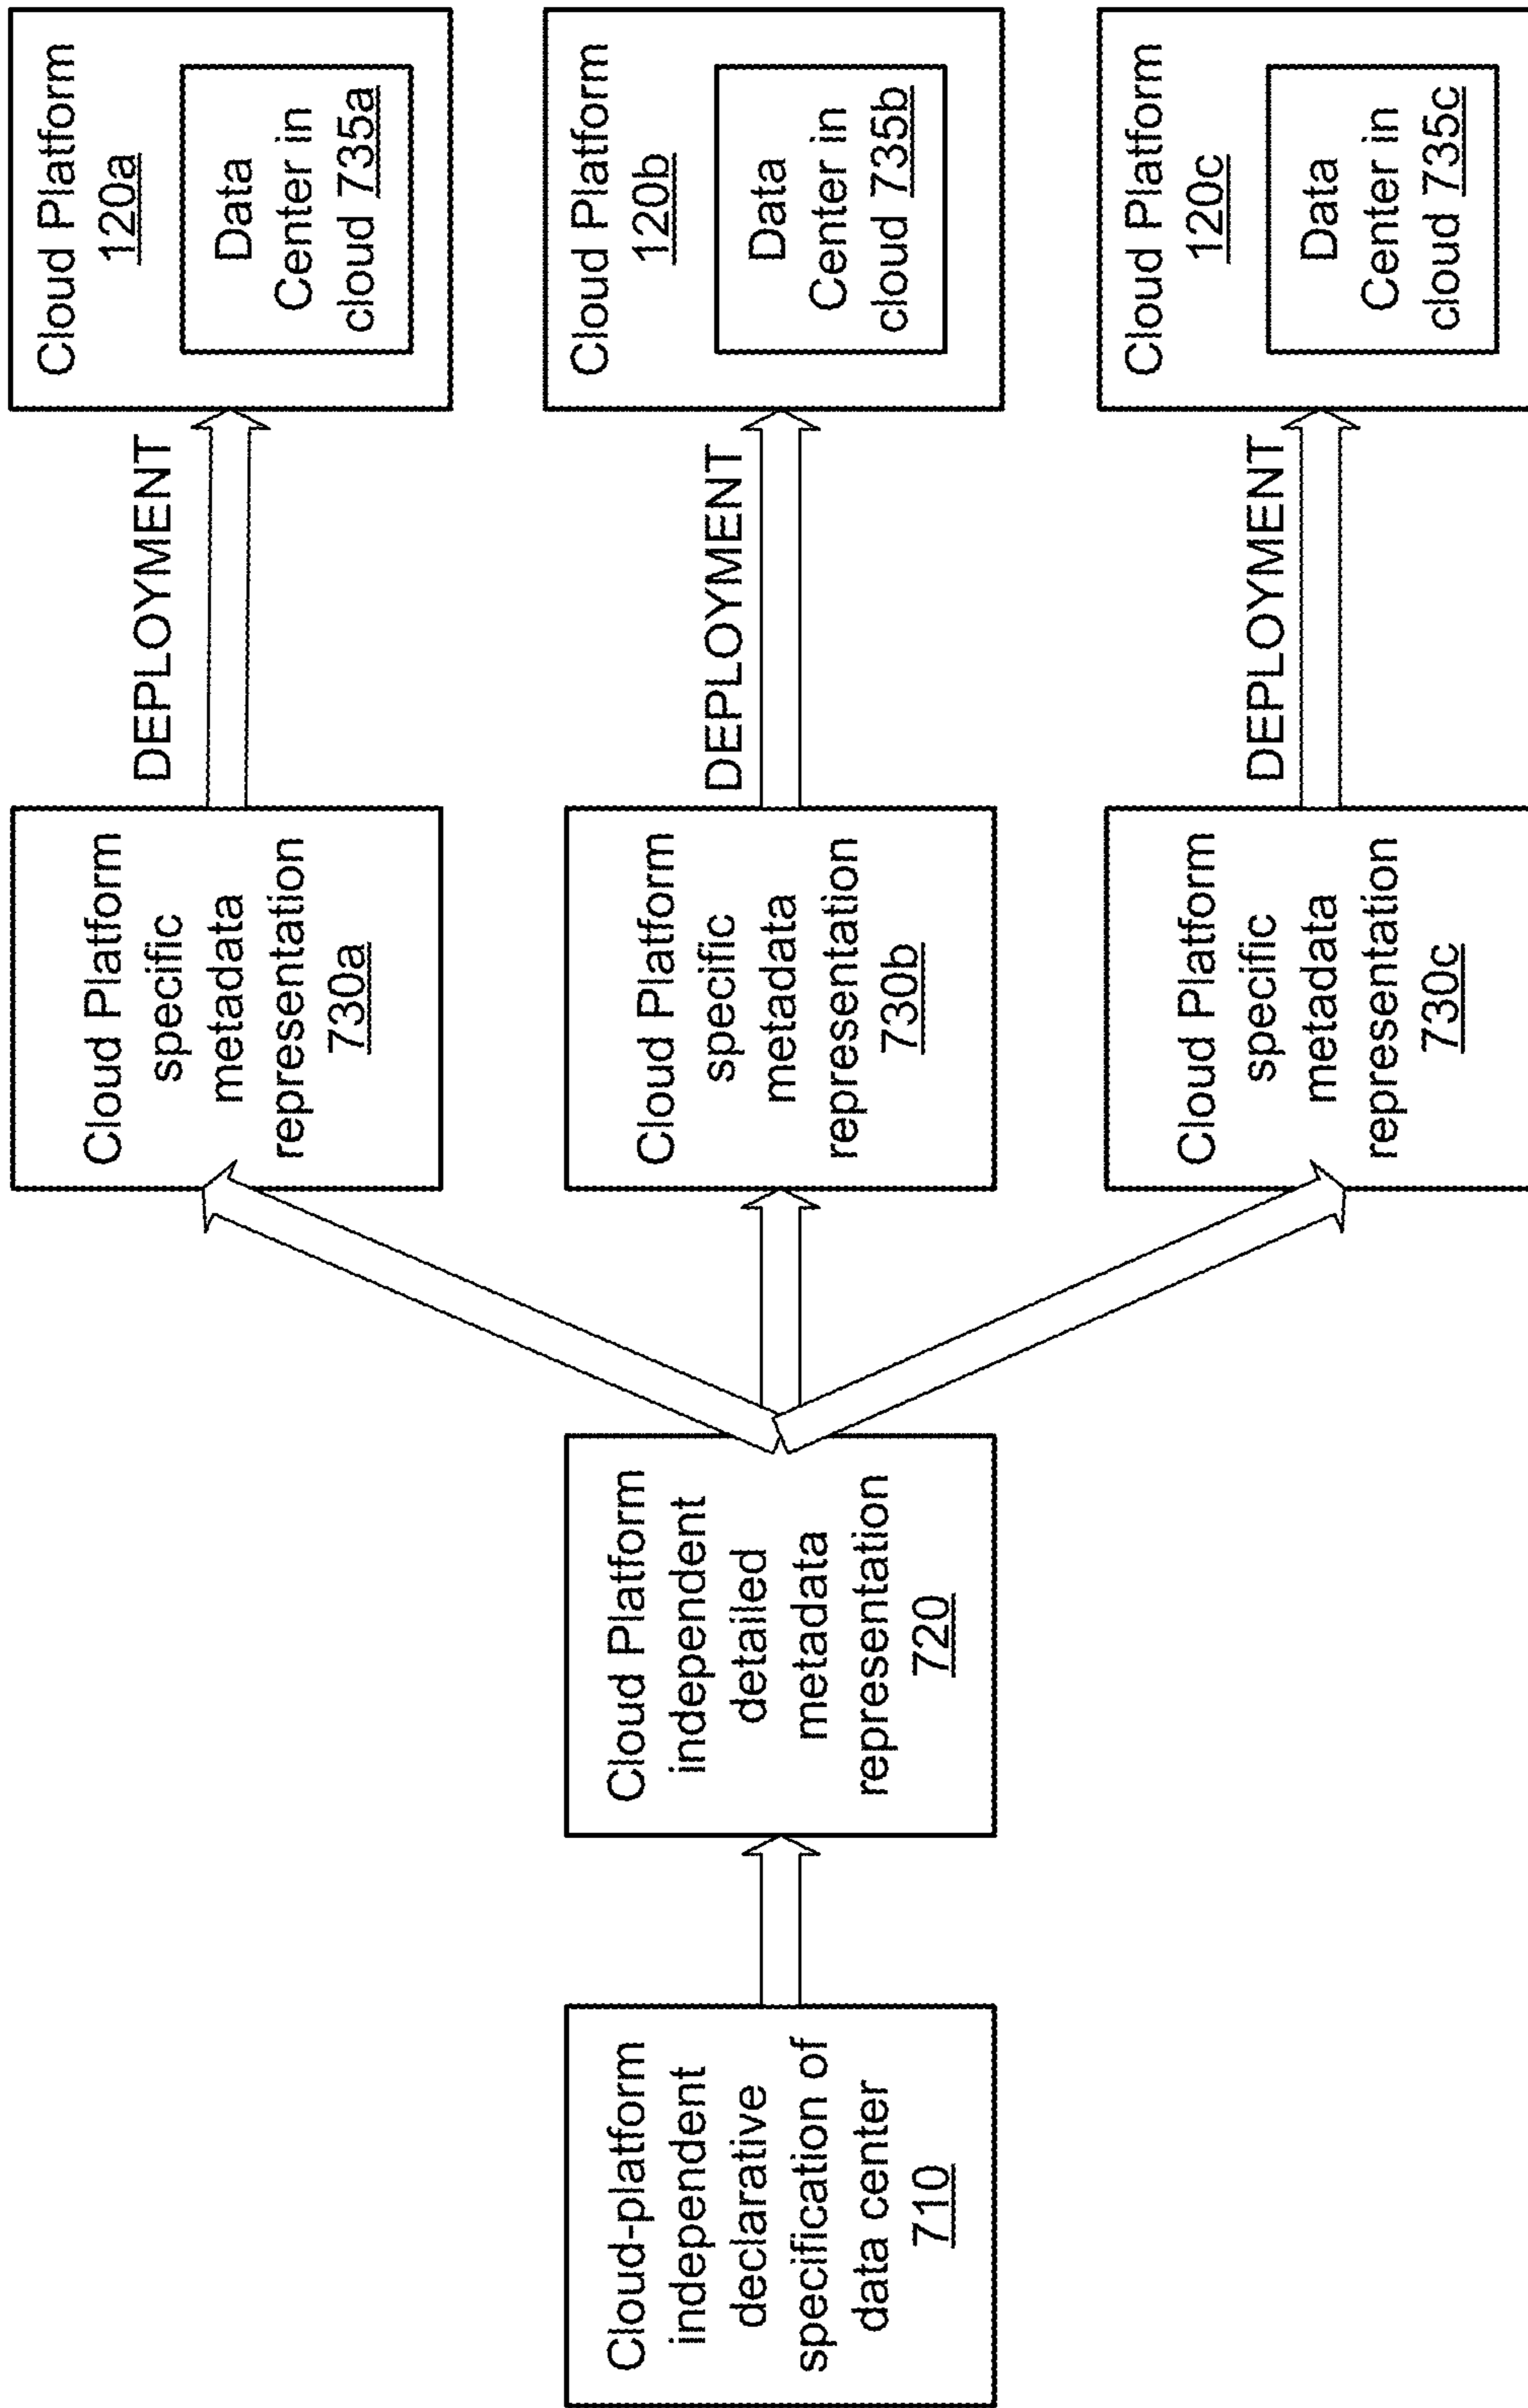 Cloud-platform
independent
declarative
specification of
data center
710
Cloud Platform
independent
detailed
metadata
representation
720
Cloud Platform
specific
metadata
representation
730a
DEPLOYMENT
Cloud Platform
120a
Data
Center in
cloud 735a
Cloud Platform
specific
metadata
representation
730b
DEPLOYMENT
Cloud Platform
120b
Data
Center in
cloud 735b
Cloud Platform
specific
metadata
representation
730c
DEPLOYMENT
Cloud Platform
120c
Data
Center in
cloud 735c